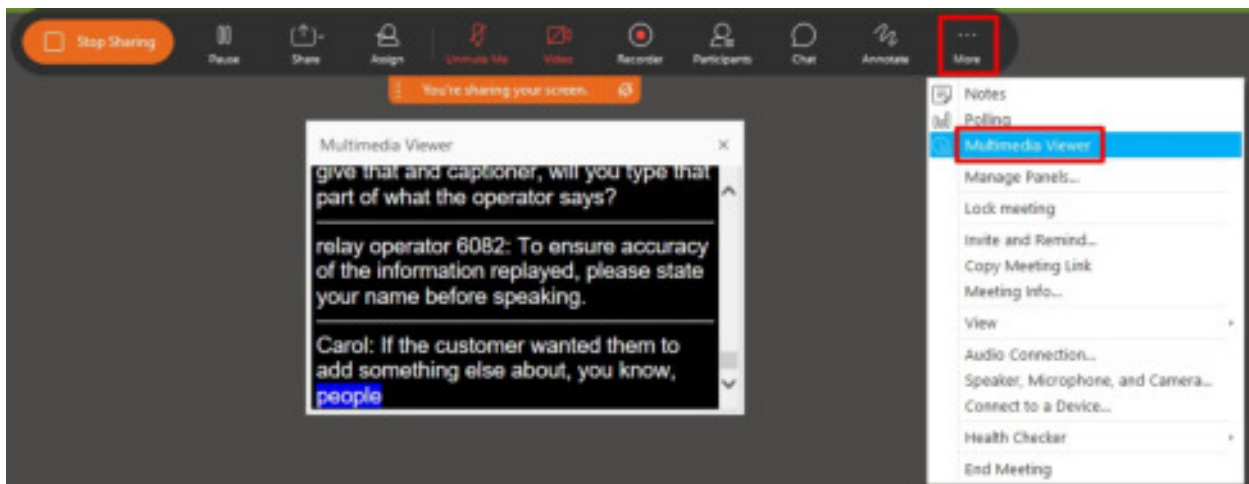 Stop Sharing
Pause
Share
Assign
Unmute Me
Video
Recorder
Participants
Chat
Annotate
More
You're sharing your screen.
Multimedia Viewer
give that and captioner, will you type that
part of what the operator says?
relay operator 6082: To ensure accuracy
of the information replayed, please state
your name before speaking.
Carol: If the customer wanted them to
add something else about, you know,
people
Notes
Polling
Multimedia Viewer
Manage Panels...
Lock meeting
Invite and Remind...
Copy Meeting Link
Meeting Info...
View
Audio Connection...
Speaker, Microphone, and Camera...
Connect to a Device...
Health Checker
End Meeting